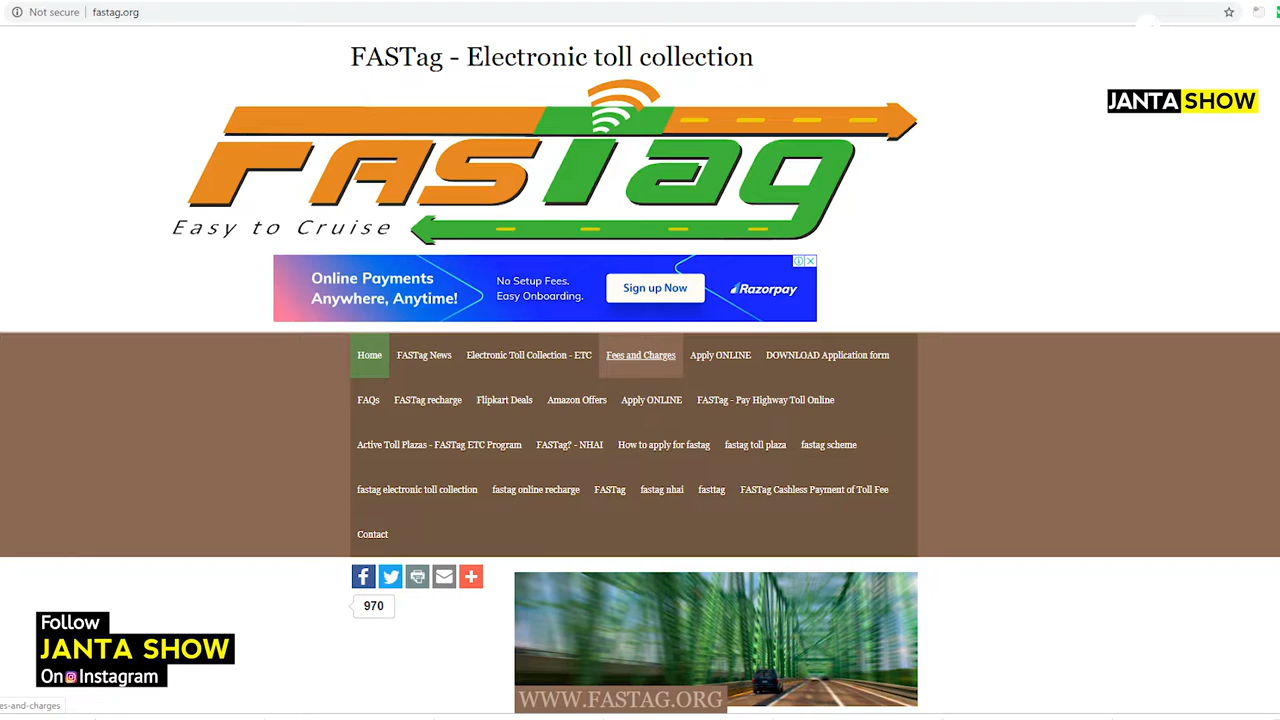 Not secure fastag.org
FASTag - Electronic toll collection
JANTA SHOW
FASTag
Easy to Cruise
Online Payments
Anywhere, Anytime!
No Setup Fees.
Easy Onboarding.
Sign up Now
Razorpay
Home FASTag News Electronic Toll Collection - ETC Fees and Charges Apply ONLINE DOWNLOAD Application form
FAQs FASTag recharge Flipkart Deals Amazon Offers Apply ONLINE FASTag - Pay Highway Toll Online
Active Toll Plazas - FASTag ETC Program FASTag? - NHAI How to apply for fastag fastag toll plaza fastag scheme
fastag electronic toll collection fastag online recharge FASTag fastag nhai fasttag FASTag Cashless Payment of Toll Fee
Contact
970
Follow
JANTA SHOW
On Instagram
WWW.FASTAG.ORG
es-and-charges